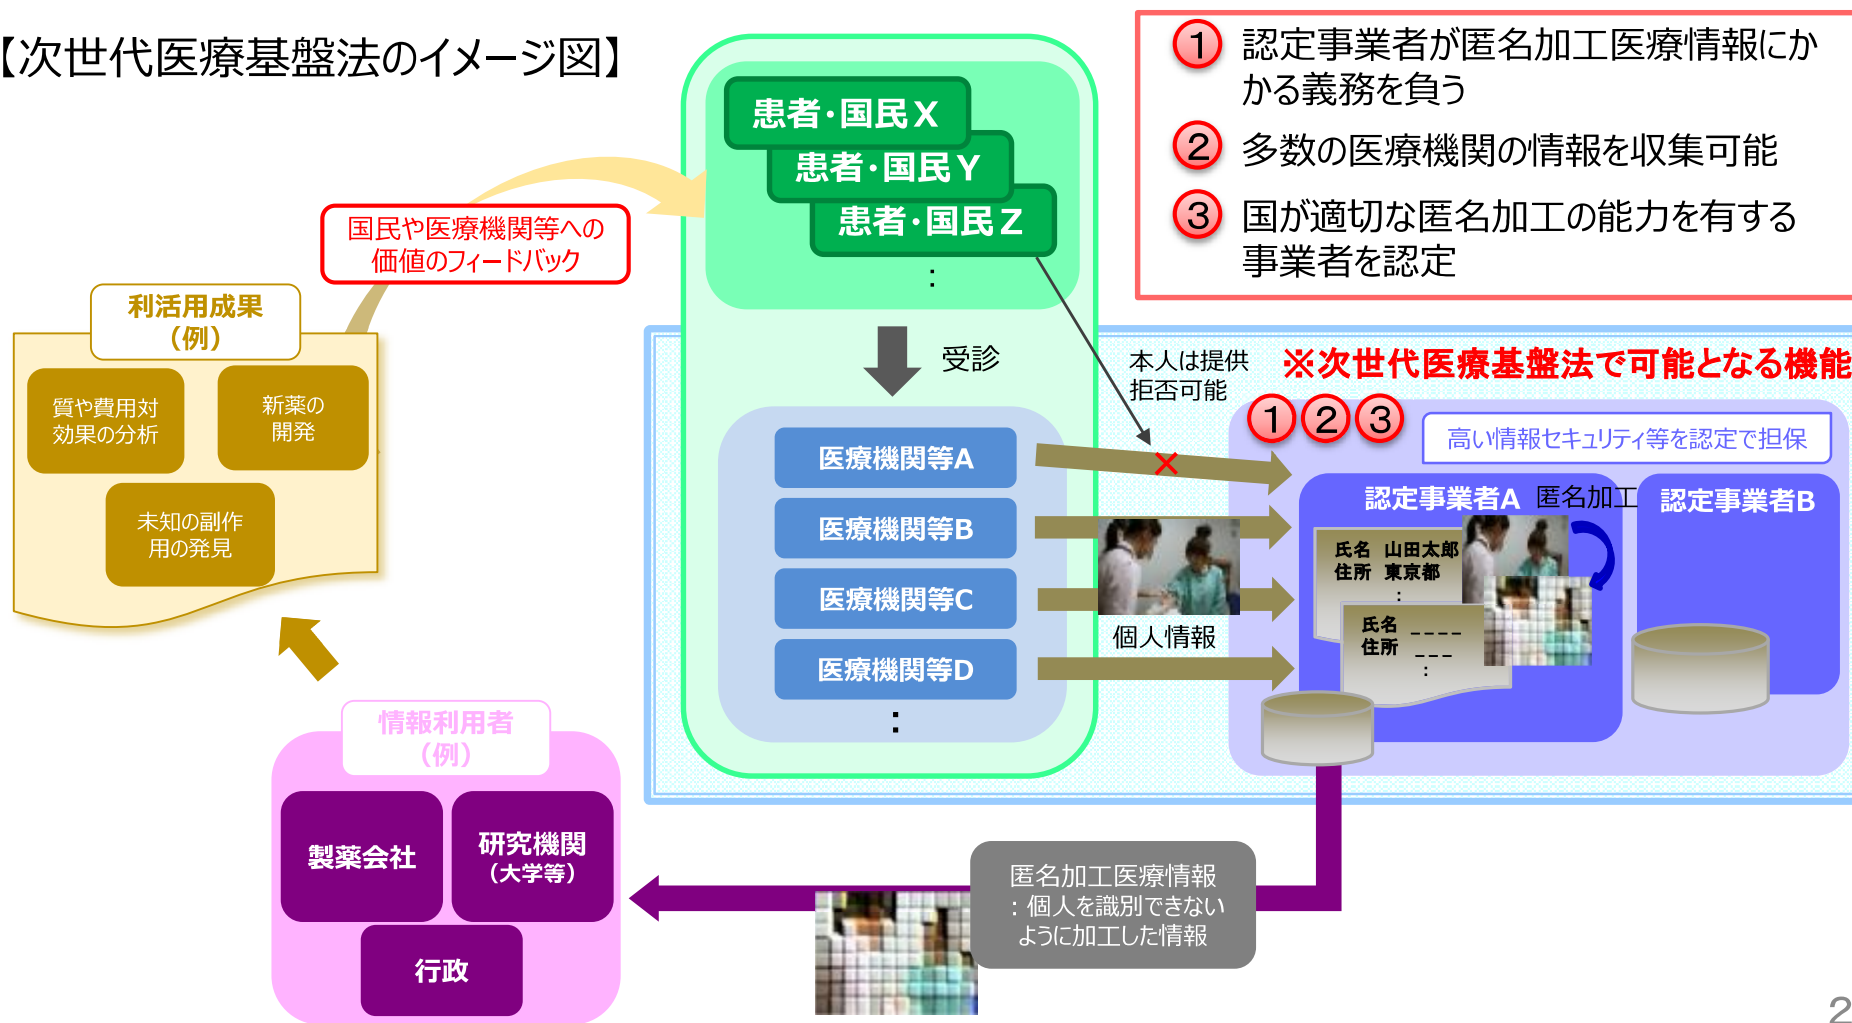 【次世代医療基盤法のイメージ図】
① 認定事業者が匿名加工医療情報にか
かる義務を負う
② 多数の医療機関の情報を収集可能
③ 国が適切な匿名加工の能力を有する
事業者を認定
患者・国民X
患者・国民Y
患者・国民Z
：
国民や医療機関等への
価値のフィードバック
利活用成果
（例）
質や費用対
効果の分析
新薬の
開発
未知の副作
用の発見
受診
本人は提供
拒否可能
※次世代医療基盤法で可能となる機能
① ② ③
高い情報セキュリティ等を認定で担保
医療機関等A
医療機関等B
医療機関等C
医療機関等D
：
個人情報
認定事業者A
匿名加工
認定事業者B
氏名 山田太郎
住所 東京都
：
氏名 ＿＿＿＿
住所 ＿＿＿
：
情報利用者
（例）
製薬会社
研究機関
（大学等）
行政
匿名加工医療情報
：個人を識別できない
ように加工した情報
2